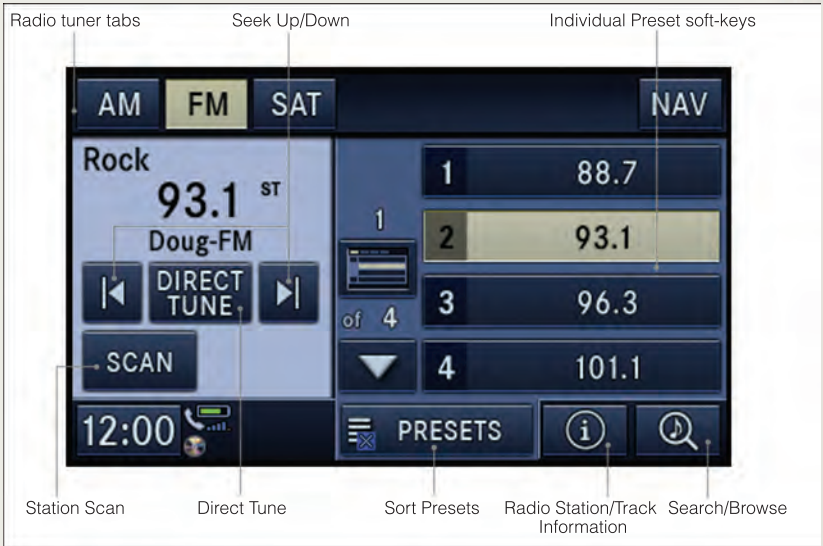 Radio tuner tabs
Seek Up/Down
Individual Preset soft-keys
AM
FM
SAT
NAV
Rock
93.1 ST
Doug-FM
DIRECT
TUNE
SCAN
1
of 4
1 88.7
2 93.1
3 96.3
4 101.1
12:00
PRESETS
i
Station Scan
Direct Tune
Sort Presets
Radio Station/Track
Information
Search/Browse